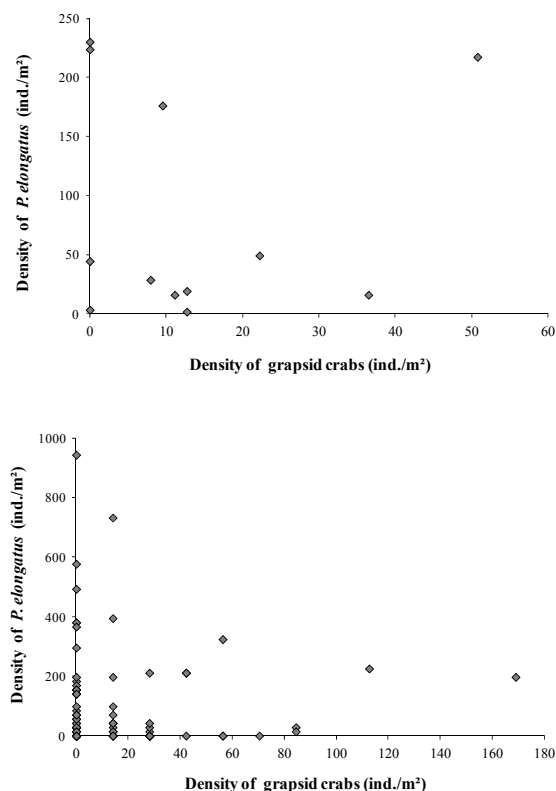 250
200
150
100
50
0
Density of P. elongatus (ind./m²)
0 10 20 30 40 50 60
Density of grapsid crabs (ind./m²)
1000
800
600
400
200
0
Density of P. elongatus (ind./m²)
0 20 40 60 80 100 120 140 160 180
Density of grapsid crabs (ind./m²)